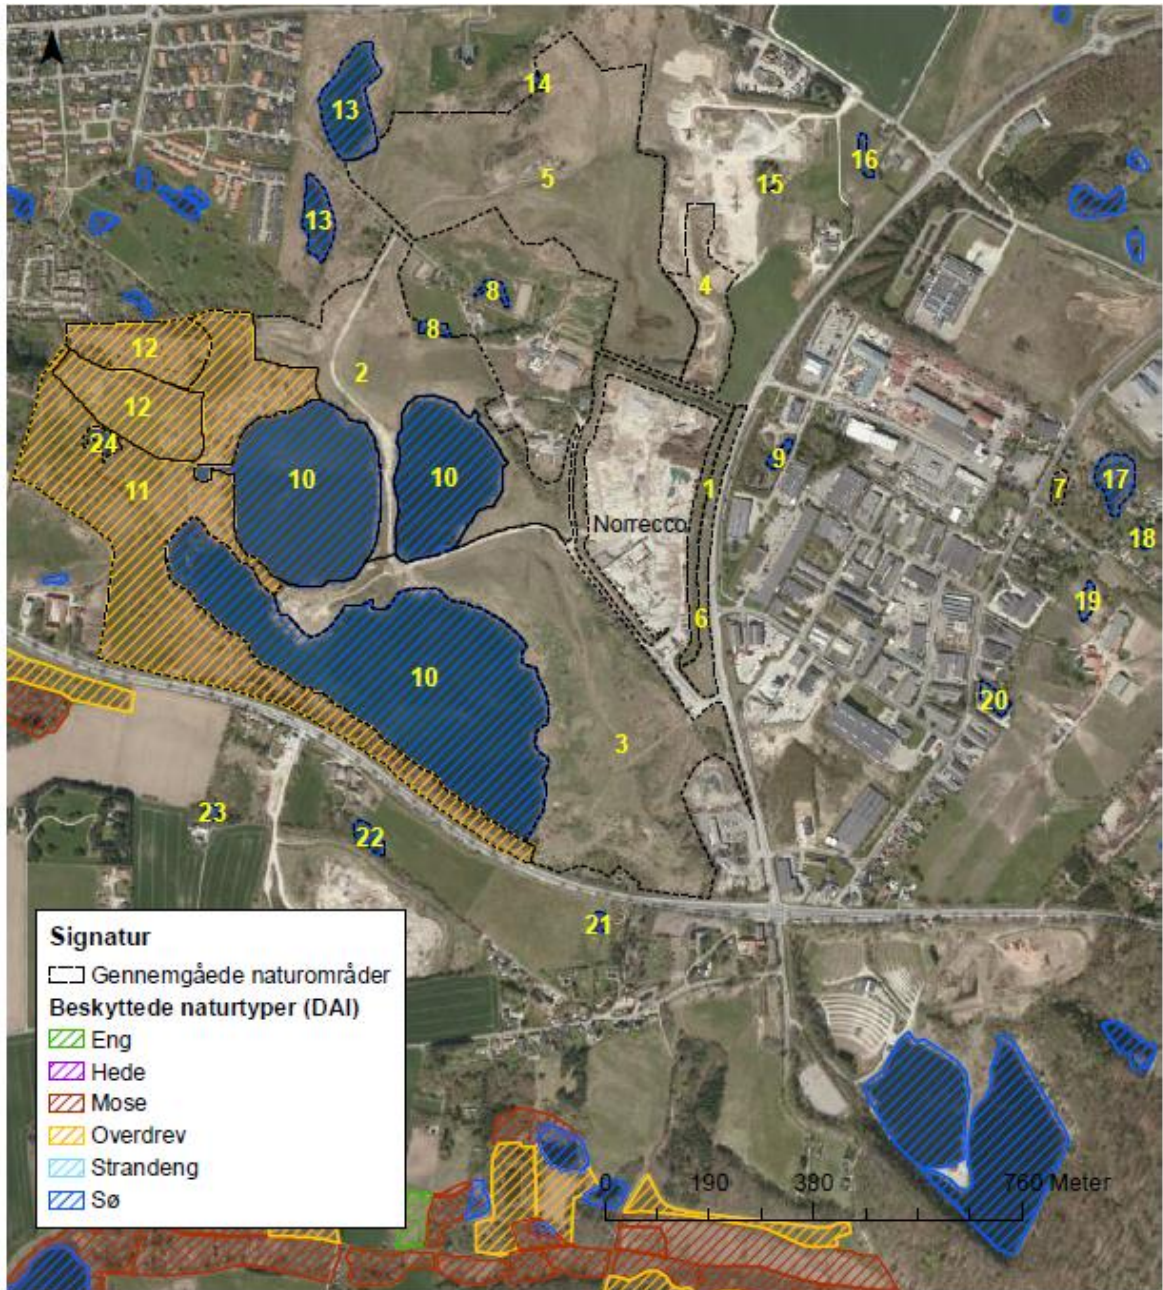 13
14
16
5
15
13
4
8
8
12
2
12
24
9
17
10
10
1
7
11
Norrecco
18
19
6
10
20
3
23
22
21
Signatur
Gennemgåede naturområder
Beskyttede naturtyper (DAI)
Eng
Hede
Mose
Overdrev
Strandeng
Sø
0 190 380 760 Meter